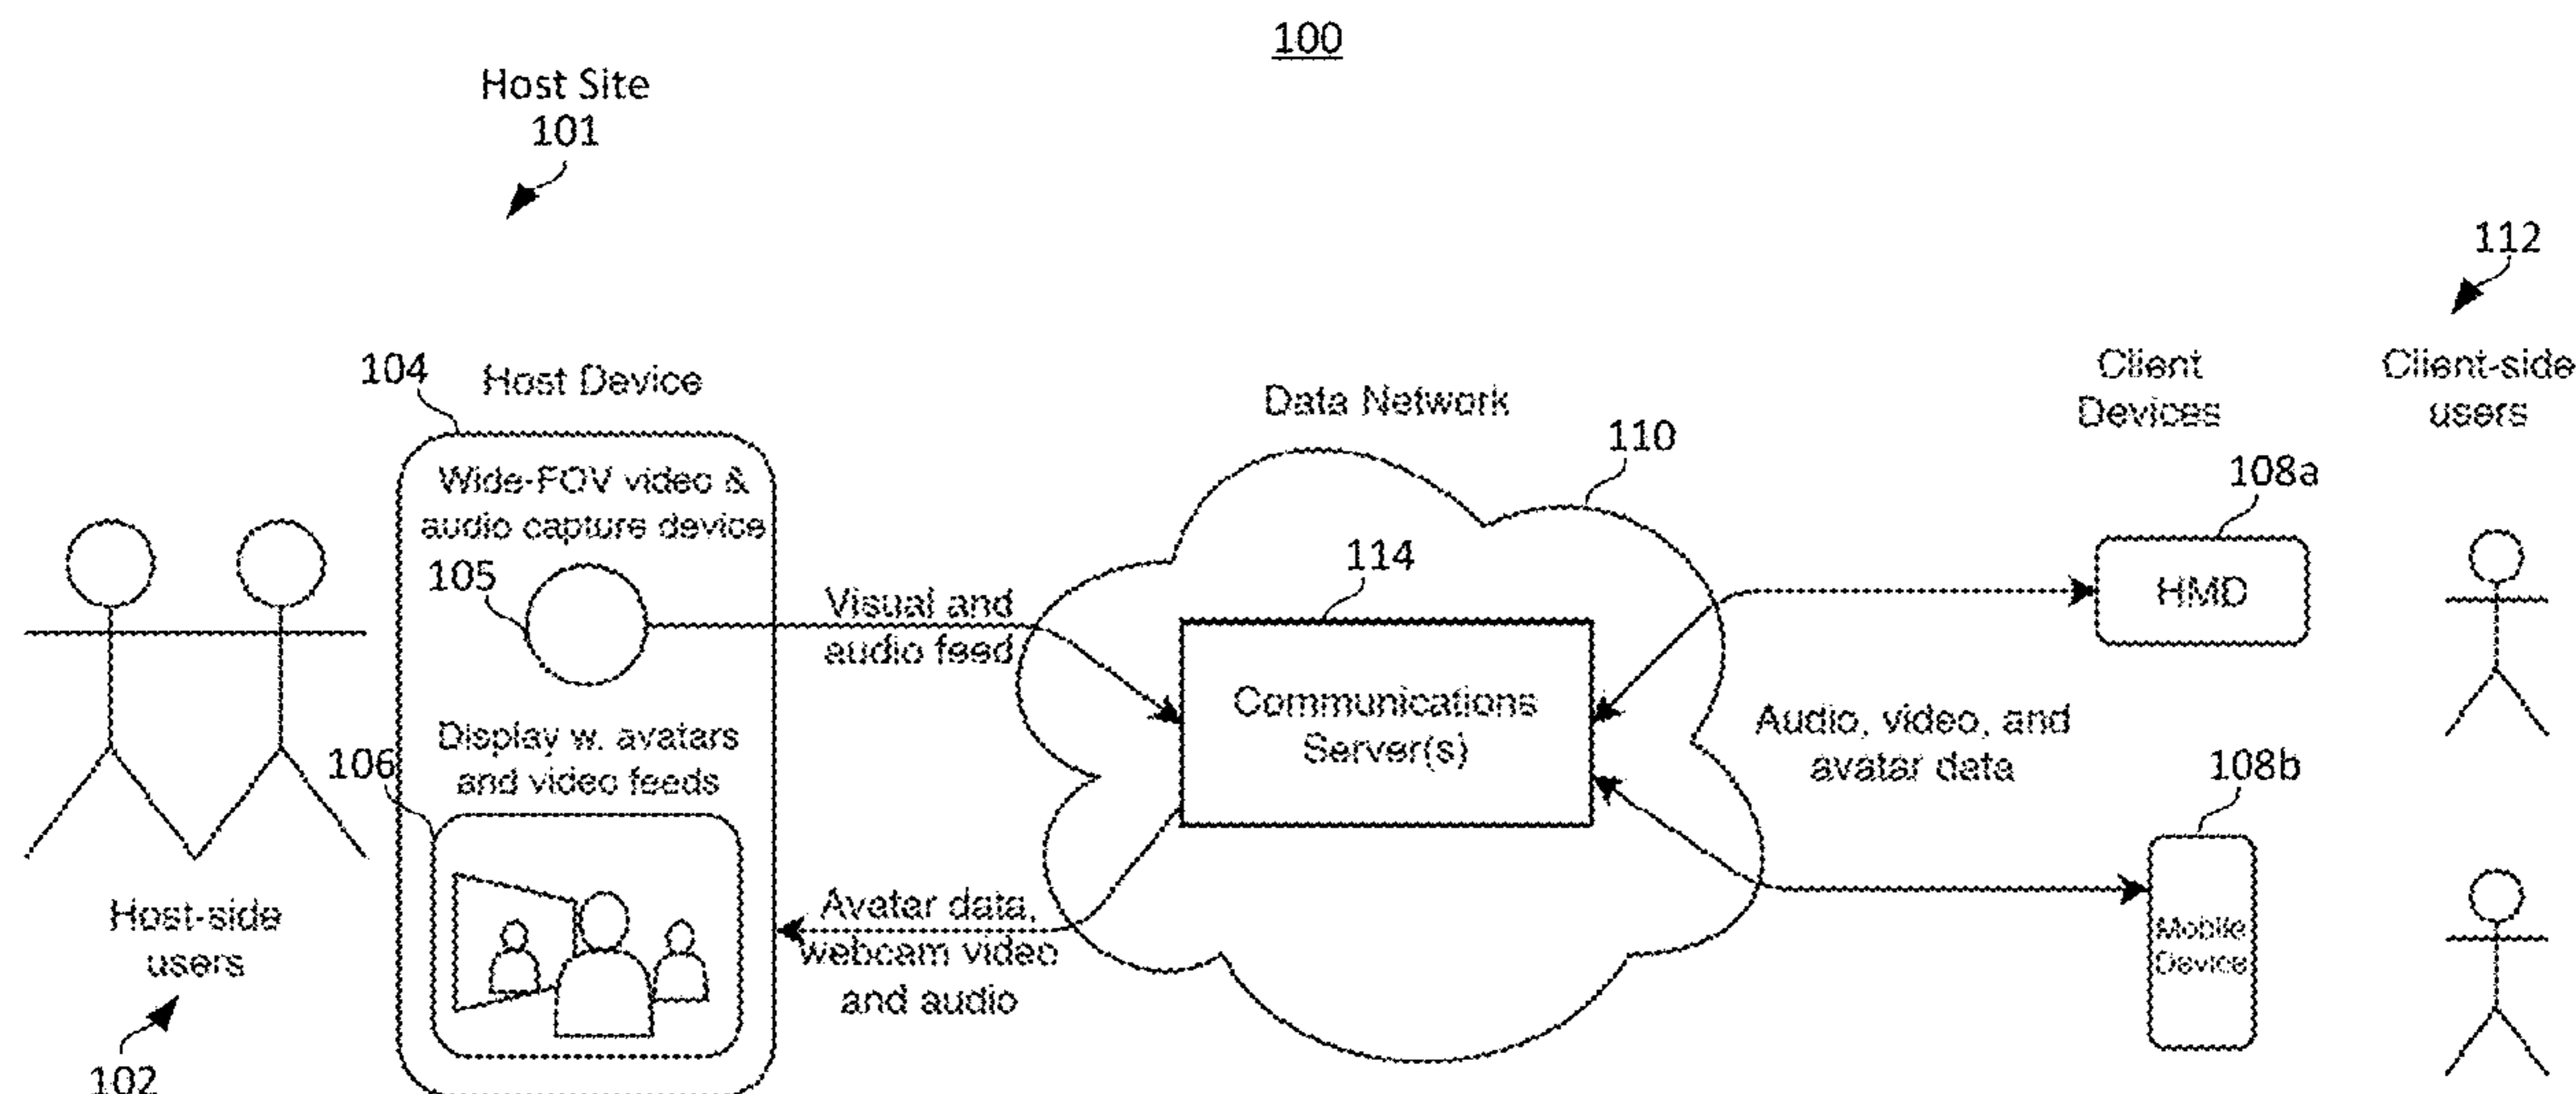 100
Host Site
101
112
104
Host Device
Data Network
110
Client
Devices
Client-side
users
108a
HMD
Wide-FOV video &
audio capture device
105
Visual and
audio feed
114
Communications
Server(s)
Audio, video, and
avatar data
108b
Mobile
Device
Display w. avatars
and video feeds
106
Avatar data,
webcam video
and audio
Host-side
users
102